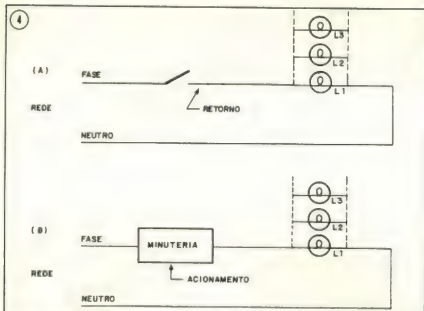 4
L3
L2
L1
(A)
FASE
RETORNO
REDE
NEUTRO
L3
L2
L1
(B)
FASE
MINUTERIA
ACIONAMENTO
REDE
NEUTRO